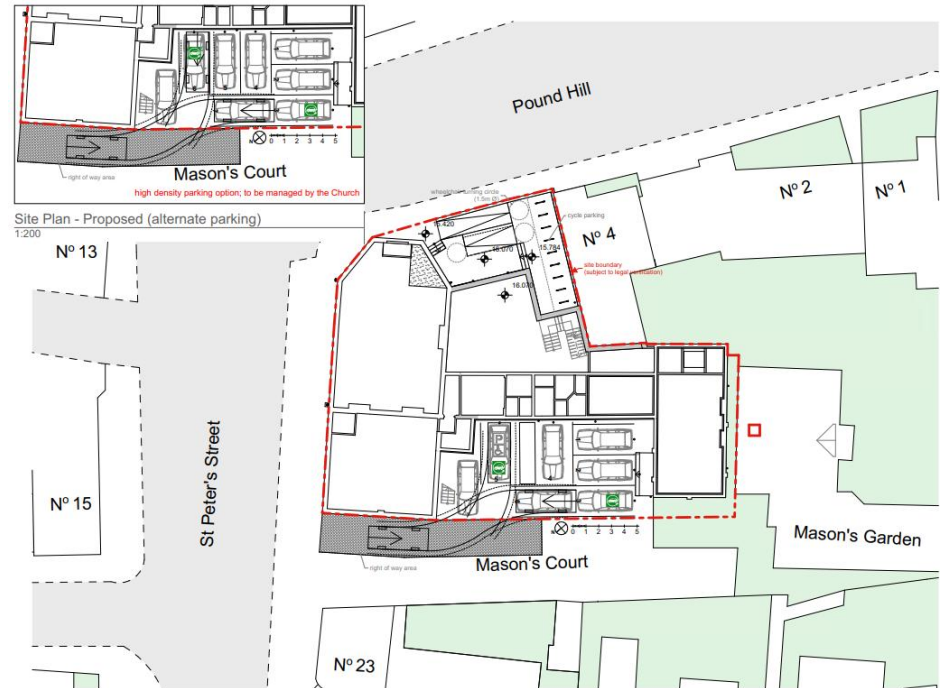 Mason's Court
right of way area
high density parking option; to be managed by the Church
N 0 1 2 3 4 5
Site Plan - Proposed (alternate parking)
1:200
Pound Hill
wheelchair turning circle
(1.5m Ø)
cycle parking
15.784
16.070
16.070
Nº 4
Nº 2
Nº 1
site boundary
Nº 13
Nº 15
St Peter's Street
N 0 1 2 3 4 5
Mason's Court
right of way area
Mason's Garden
Nº 23